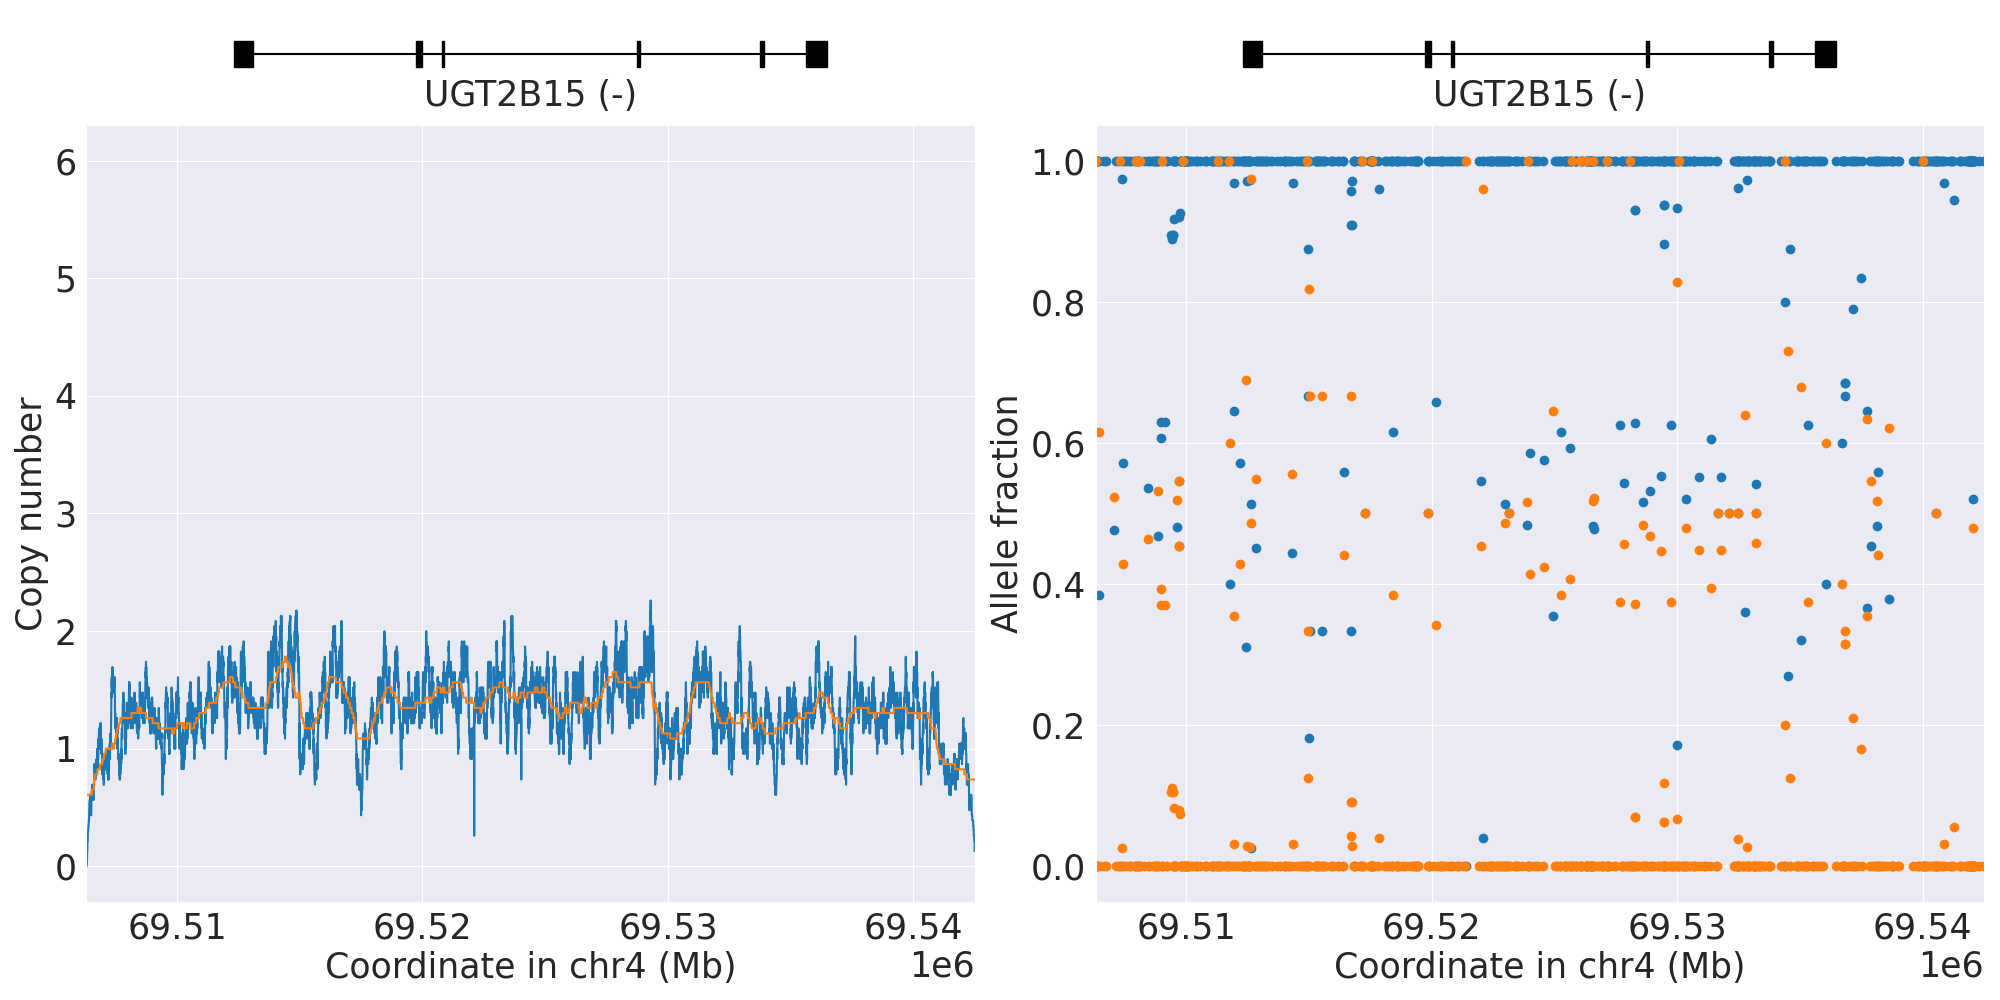 UGT2B15 (-)
6
5
4
3
2
1
0
Copy number
69.51
69.52
69.53
69.54
Coordinate in chr4 (Mb)
1e6
UGT2B15 (-)
1.0
0.8
0.6
0.4
0.2
0.0
Allele fraction
69.51
69.52
69.53
69.54
Coordinate in chr4 (Mb)
1e6